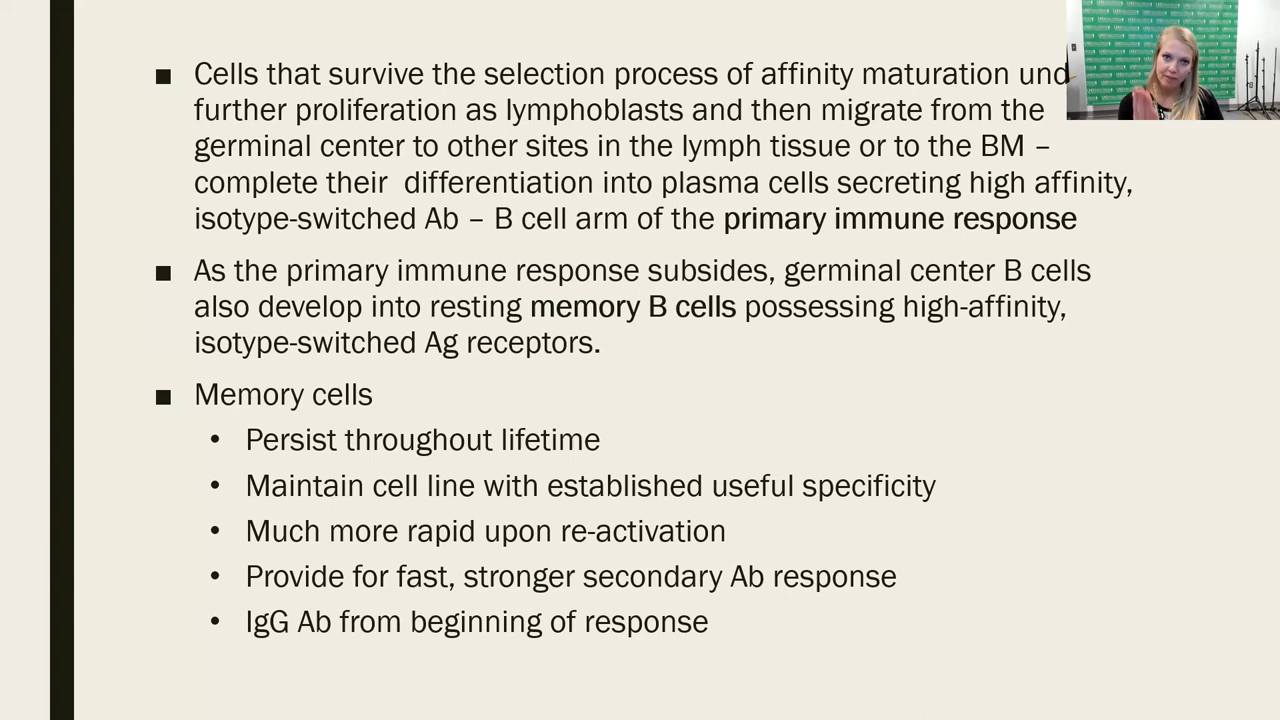 ■ Cells that survive the selection process of affinity maturation
further proliferation as lymphoblasts and then migrate from the
germinal center to other sites in the lymph tissue or to the BM –
complete their  differentiation into plasma cells secreting high affinity,
isotype-switched Ab – B cell arm of the primary immune response
■ As the primary immune response subsides, germinal center B cells
also develop into resting memory B cells possessing high-affinity,
isotype-switched Ag receptors.
■ Memory cells
• Persist throughout lifetime
• Maintain cell line with established useful specificity
• Much more rapid upon re-activation
• Provide for fast, stronger secondary Ab response
• IgG Ab from beginning of response